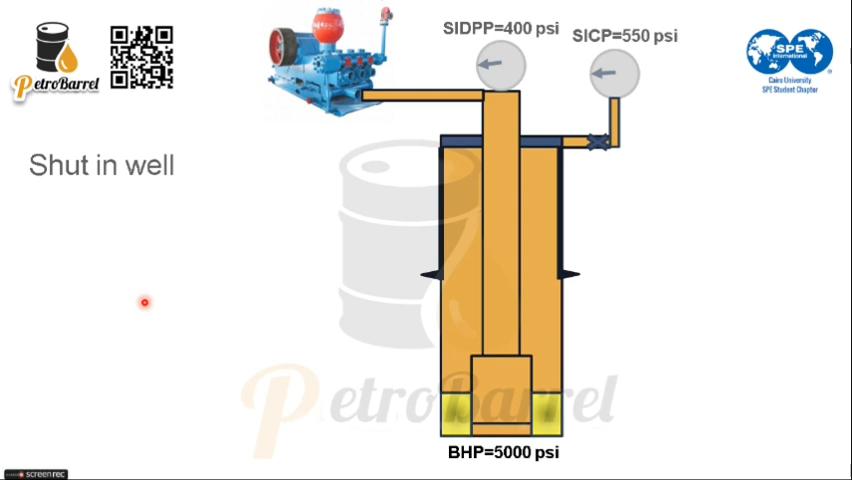 SIDPP=400 psi
SICP=550 psi
PetroBarrel
SPE
International
Cairo University
SPE Student Chapter
Shut in well
PetroBarrel
BHP=5000 psi
screenrec